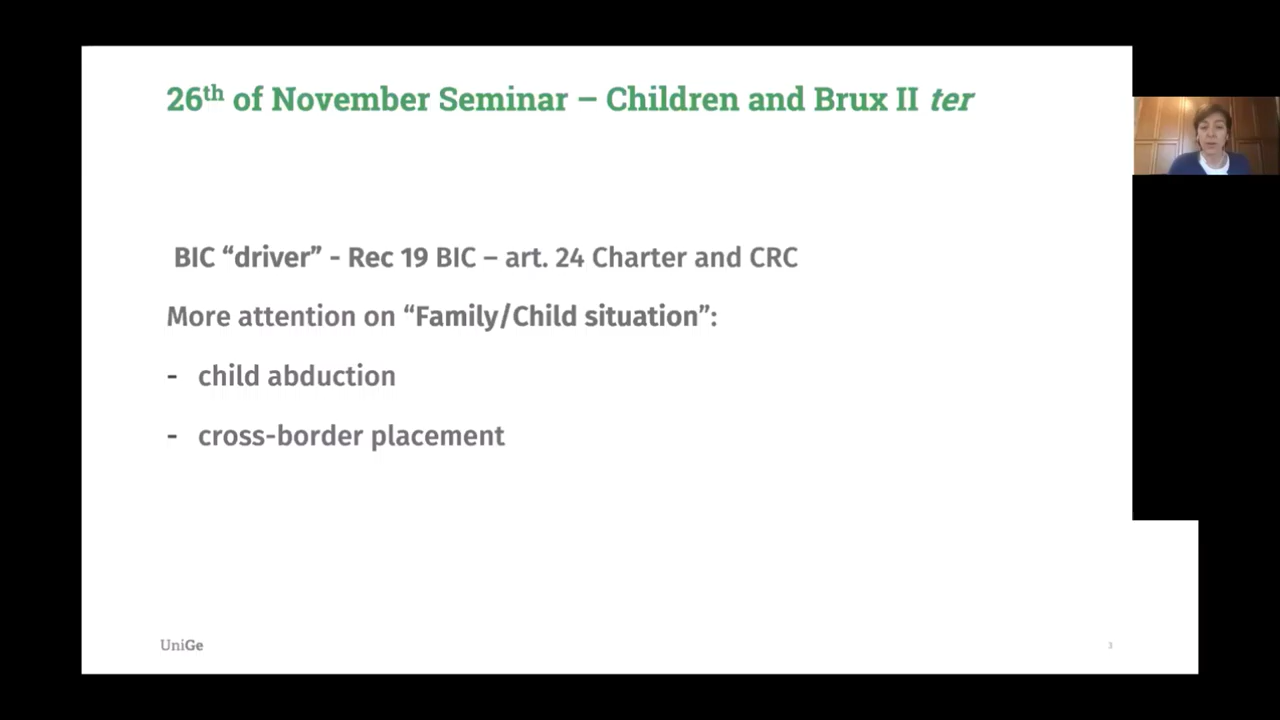 26th of November Seminar – Children and Brux II ter
BIC “driver” - Rec 19 BIC – art. 24 Charter and CRC
More attention on “Family/Child situation”:
- child abduction
- cross-border placement
UniGe
3